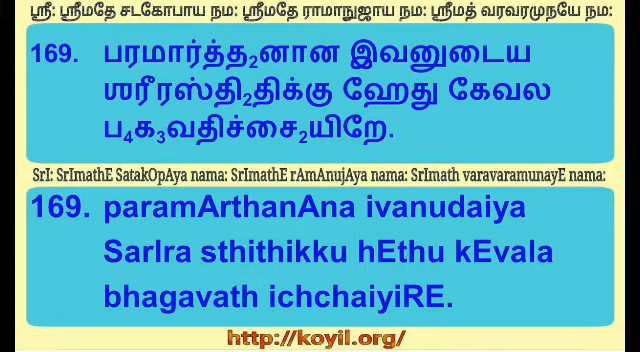 ஸ்ரீ: ஸ்ரீமதே சடகோபாய நம: ஸ்ரீமதே ராமாநுஜாய நம: ஸ்ரீமத் வரவரமுநயே நம:
169. பரமார்த்த2னான இவனுடைய
ஶரீரஸ்தி2திக்கு ஹேது கேவல
ப4க3வதிச்சை2யிறே.
SrI: SrImathE SatakOpAya nama: SrImathE rAmAnujAya nama: SrImath varavaramunayE nama:
169. paramArthanAna ivanudaiya
SarIra sthithikku hEthu kEvala
bhagavath ichchaiyiRE.
http://koyil.org/